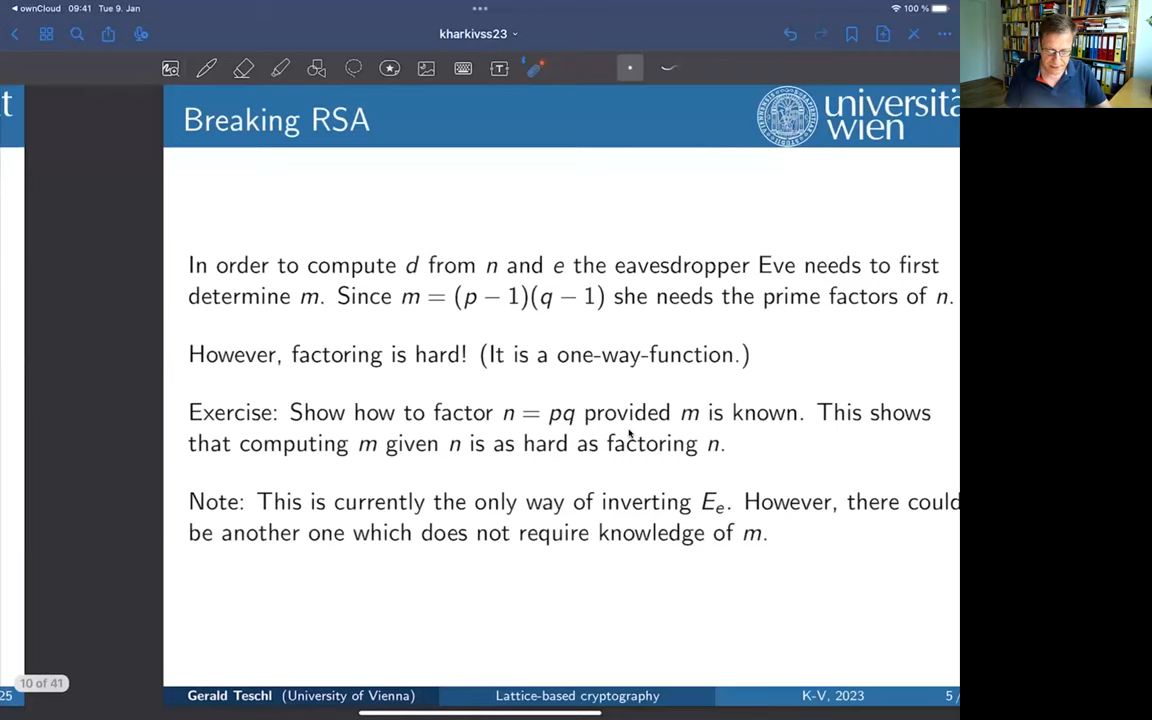 ownCloud 09:41 Tue 9. Jan
100 %
kharkivss23
t
Breaking RSA
universitä
wien
In order to compute d from n and e the eavesdropper Eve needs to first
determine m. Since m = (p − 1)(q − 1) she needs the prime factors of n.
However, factoring is hard! (It is a one-way-function.)
Exercise: Show how to factor n = pq provided m is known. This shows
that computing m given n is as hard as factoring n.
Note: This is currently the only way of inverting Eₑ. However, there could
be another one which does not require knowledge of m.
10 of 41
25
Gerald Teschl (University of Vienna) Lattice-based cryptography K-V, 2023 5 /